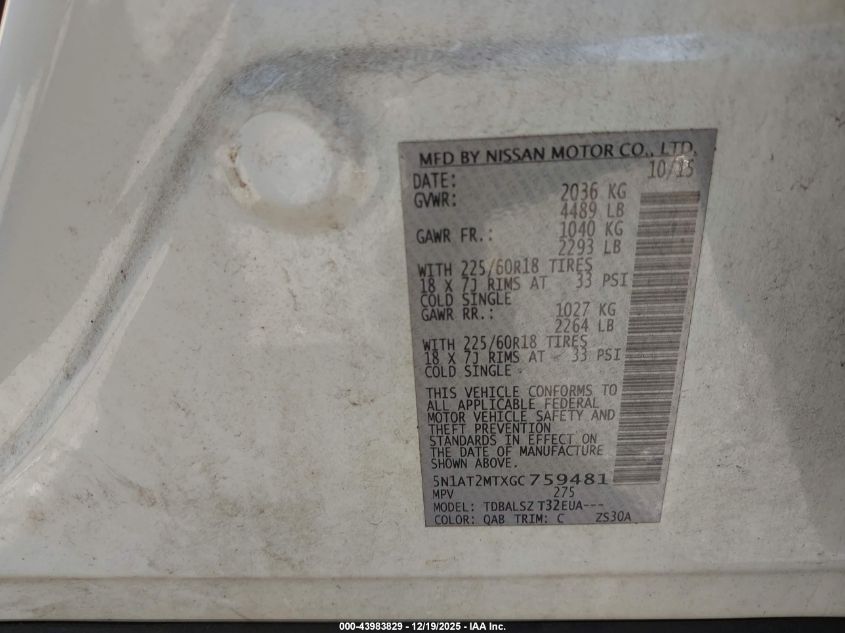 MFD BY NISSAN MOTOR CO., LTD.
DATE: 10/15
GVWR: 2036 KG
4489 LB
GAWR FR.: 1040 KG
2293 LB
WITH 225/60R18 TIRES
18 X 7J RIMS AT 33 PSI
COLD SINGLE
GAWR RR.: 1027 KG
2264 LB
WITH 225/60R18 TIRES
18 X 7J RIMS AT 33 PSI
COLD SINGLE
THIS VEHICLE CONFORMS TO
ALL APPLICABLE FEDERAL
MOTOR VEHICLE SAFETY AND
THEFT PREVENTION
STANDARDS IN EFFECT ON
THE DATE OF MANUFACTURE
SHOWN ABOVE.
5N1AT2MTXGC759481
MPV 275
MODEL: TDBALSZ T32EUA---
COLOR: QAB TRIM: C ZS30A
000-43983829 - 12/19/2025 - IAA Inc.